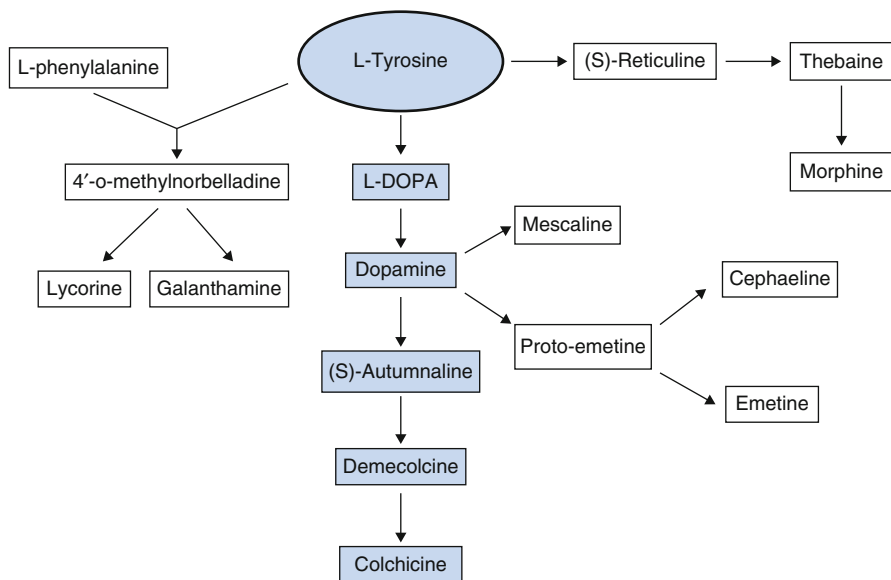 L-phenylalanine
L-Tyrosine
(S)-Reticuline
Thebaine
4′-o-methylnorbelladine
L-DOPA
Morphine
Mescaline
Lycorine
Galanthamine
Dopamine
Cephaeline
Proto-emetine
(S)-Autumnaline
Emetine
Demecolcine
Colchicine